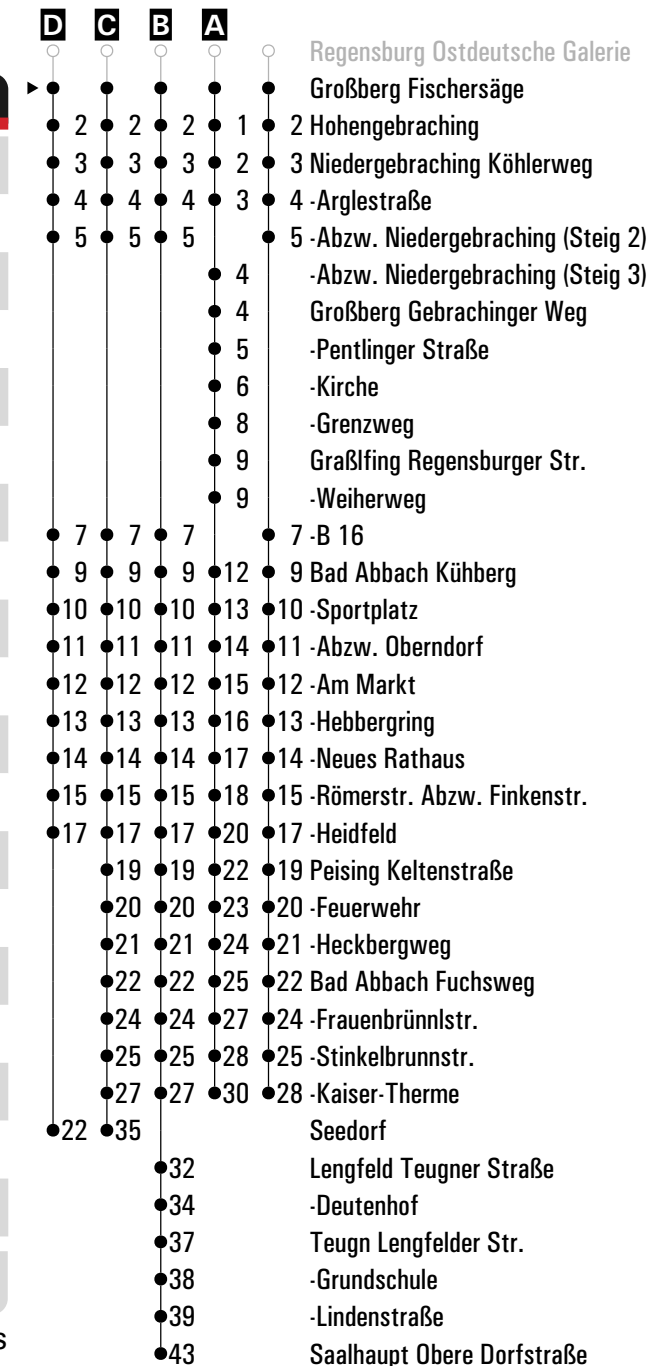 D C B A
Regensburg Ostdeutsche Galerie
Großberg Fischersäge
2 2 2 1 2 Hohengebraching
3 3 3 2 3 Niedergebraching Köhlerweg
4 4 4 3 4 -Arglestraße
5 5 5 5 -Abzw. Niedergebraching (Steig 2)
4 -Abzw. Niedergebraching (Steig 3)
4 Großberg Gebrachinger Weg
5 -Pentlinger Straße
6 -Kirche
8 -Grenzweg
9 Graßlfing Regensburger Str.
9 -Weiherweg
7 7 7 7 -B 16
9 9 9 12 9 Bad Abbach Kühberg
10 10 10 13 10 -Sportplatz
11 11 11 14 11 -Abzw. Oberndorf
12 12 12 15 12 -Am Markt
13 13 13 16 13 -Hebbergring
14 14 14 17 14 -Neues Rathaus
15 15 15 18 15 -Römerstr. Abzw. Finkenstr.
17 17 17 20 17 -Heidfeld
19 19 22 19 Peising Keltenstraße
20 20 23 20 -Feuerwehr
21 21 24 21 -Heckbergweg
22 22 25 22 Bad Abbach Fuchsweg
24 24 27 24 -Frauenbrünnlstr.
25 25 28 25 -Stinkelbrunnstr.
27 27 30 28 -Kaiser-Therme
22 35 Seedorf
32 Lengfeld Teugner Straße
34 -Deutenhof
37 Teugn Lengfelder Str.
38 -Grundschule
39 -Lindenstraße
s
43 Saalhaupt Obere Dorfstraße